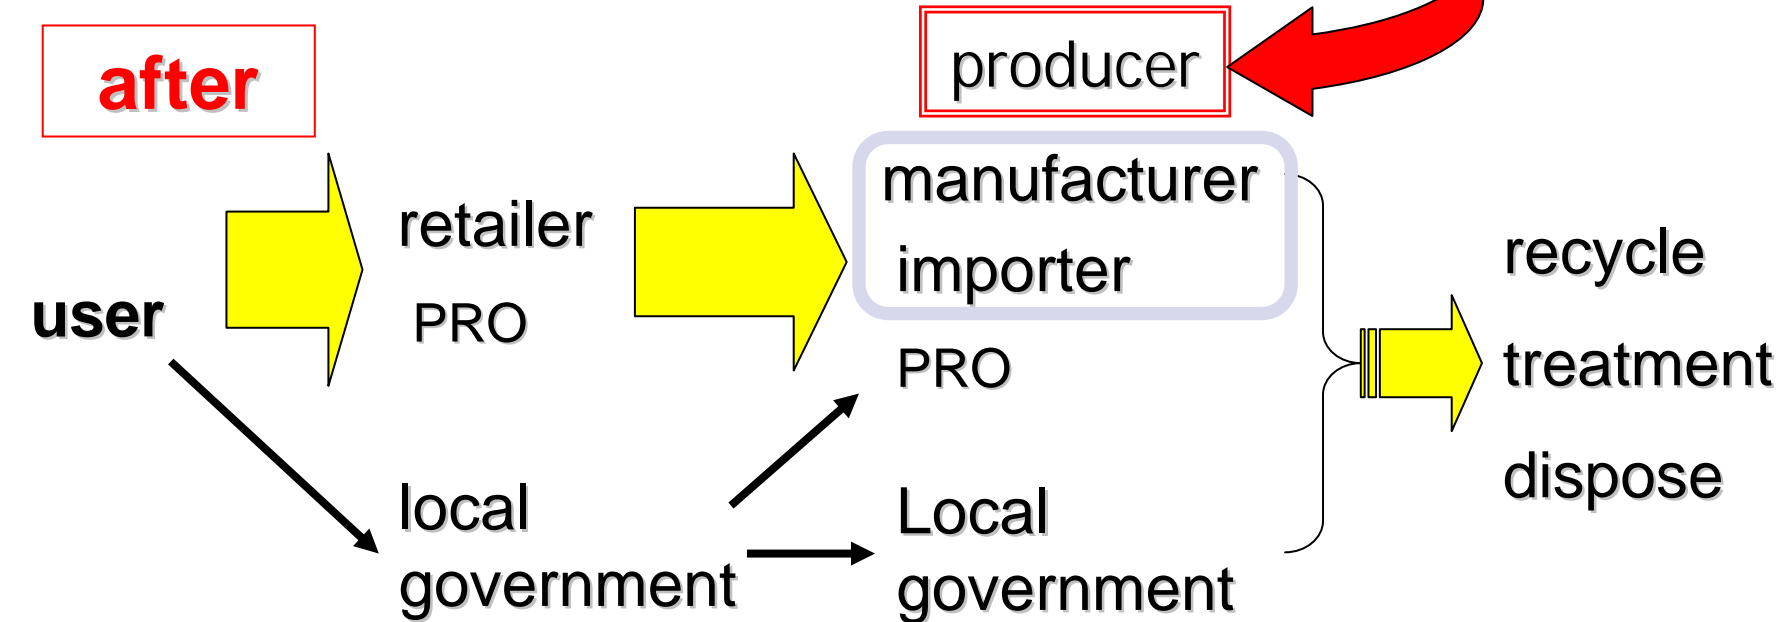 after
producer
user
retailer
PRO
local
government
manufacturer
importer
PRO
Local
government
recycle
treatment
dispose